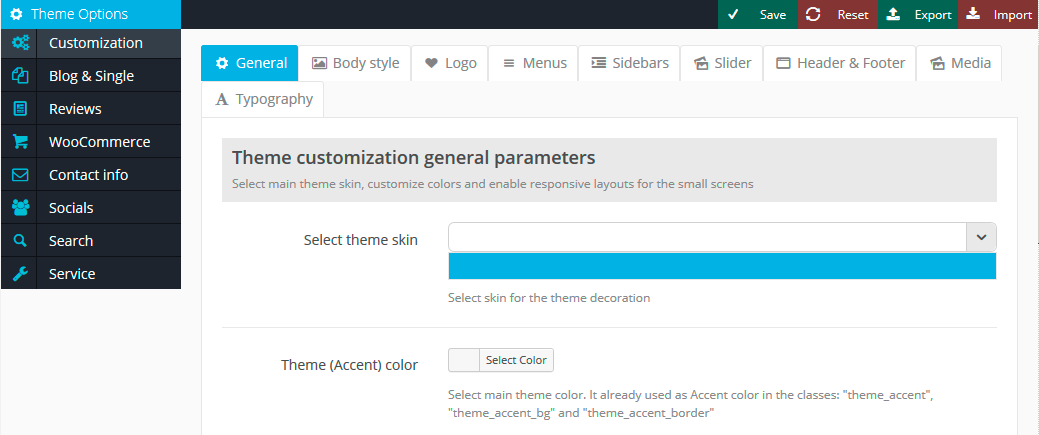 Theme Options Save Reset Export Import
Customization
Blog & Single
Reviews
WooCommerce
Contact info
Socials
Search
Service
General Body style Logo Menus Sidebars Slider Header & Footer Media
Typography
Theme customization general parameters
Select main theme skin, customize colors and enable responsive layouts for the small screens
Select theme skin
Select skin for the theme decoration
Theme (Accent) color Select Color
Select main theme color. It already used as Accent color in the classes: "theme_accent",
"theme_accent_bg" and "theme_accent_border"